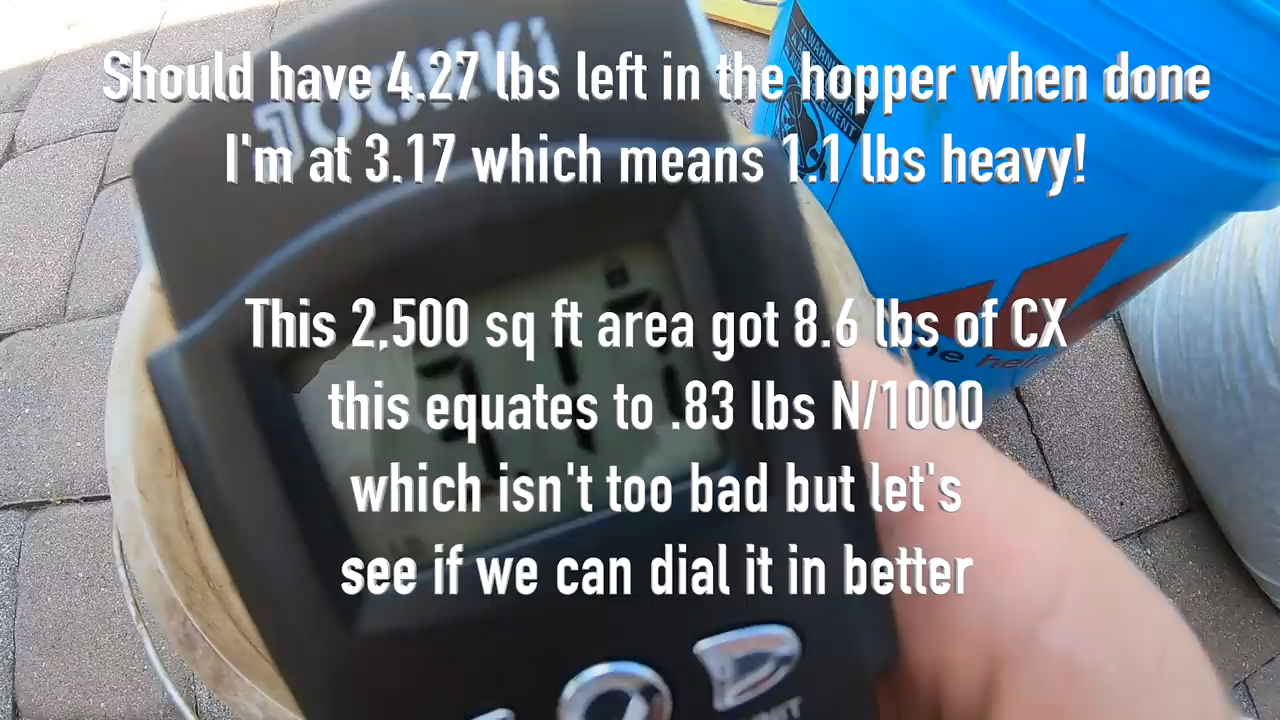 Should have 4.27 lbs left in the hopper when done
I'm at 3.17 which means 1.1 lbs heavy!
This 2,500 sq ft area got 8.6 lbs of CX
this equates to .83 lbs N/1000
which isn't too bad but let's
see if we can dial it in better
3.17